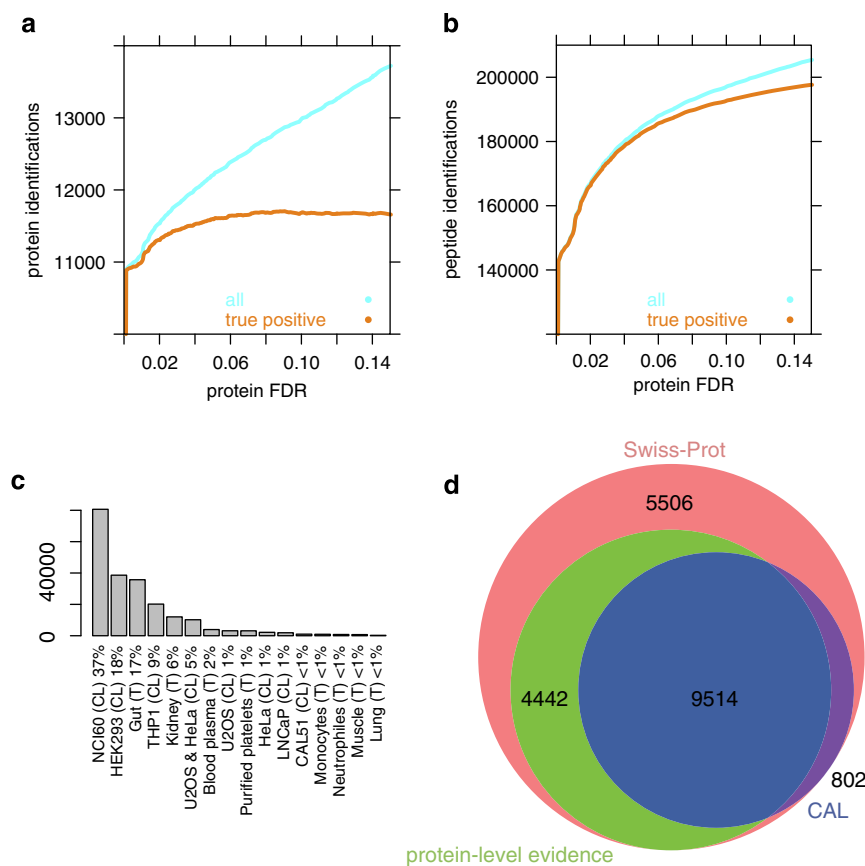 a
protein identifications
13000
12000
11000
all
true positive
0.02 0.06 0.10 0.14
protein FDR
b
peptide identifications
200000
180000
160000
140000
all
true positive
0.02 0.06 0.10 0.14
protein FDR
c
40000
0
NCI60 (CL) 37%
HEK293 (CL) 18%
Gut (T) 17%
THP1 (CL) 9%
Kidney (T) 6%
U2OS & HeLa (CL) 5%
Blood plasma (T) 2%
U2OS (CL) 1%
Purified platelets (T) 1%
HeLa (CL) 1%
LNCaP (CL) 1%
CAL51 (CL) <1%
Monocytes (T) <1%
Neutrophiles (T) <1%
Muscle (T) <1%
Lung (T) <1%
d
Swiss-Prot
5506
4442
9514
802
CAL
protein-level evidence